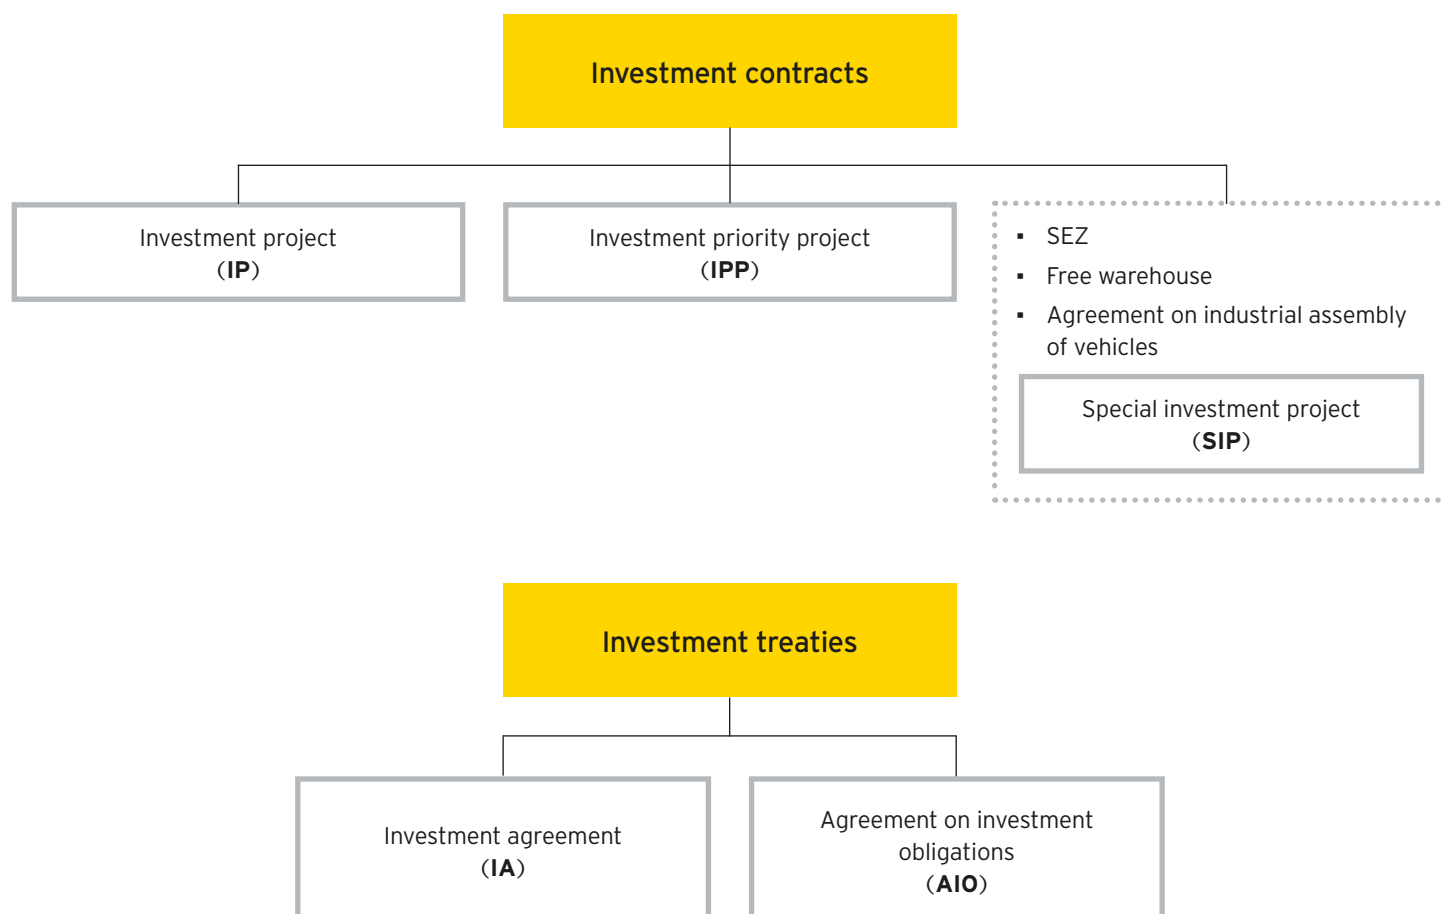 Investment contracts
Investment project
(IP)
Investment priority project
(IPP)
▪ SEZ
▪ Free warehouse
▪ Agreement on industrial assembly
of vehicles
Special investment project
(SIP)
Investment treaties
Investment agreement
(IA)
Agreement on investment
obligations
(AIO)